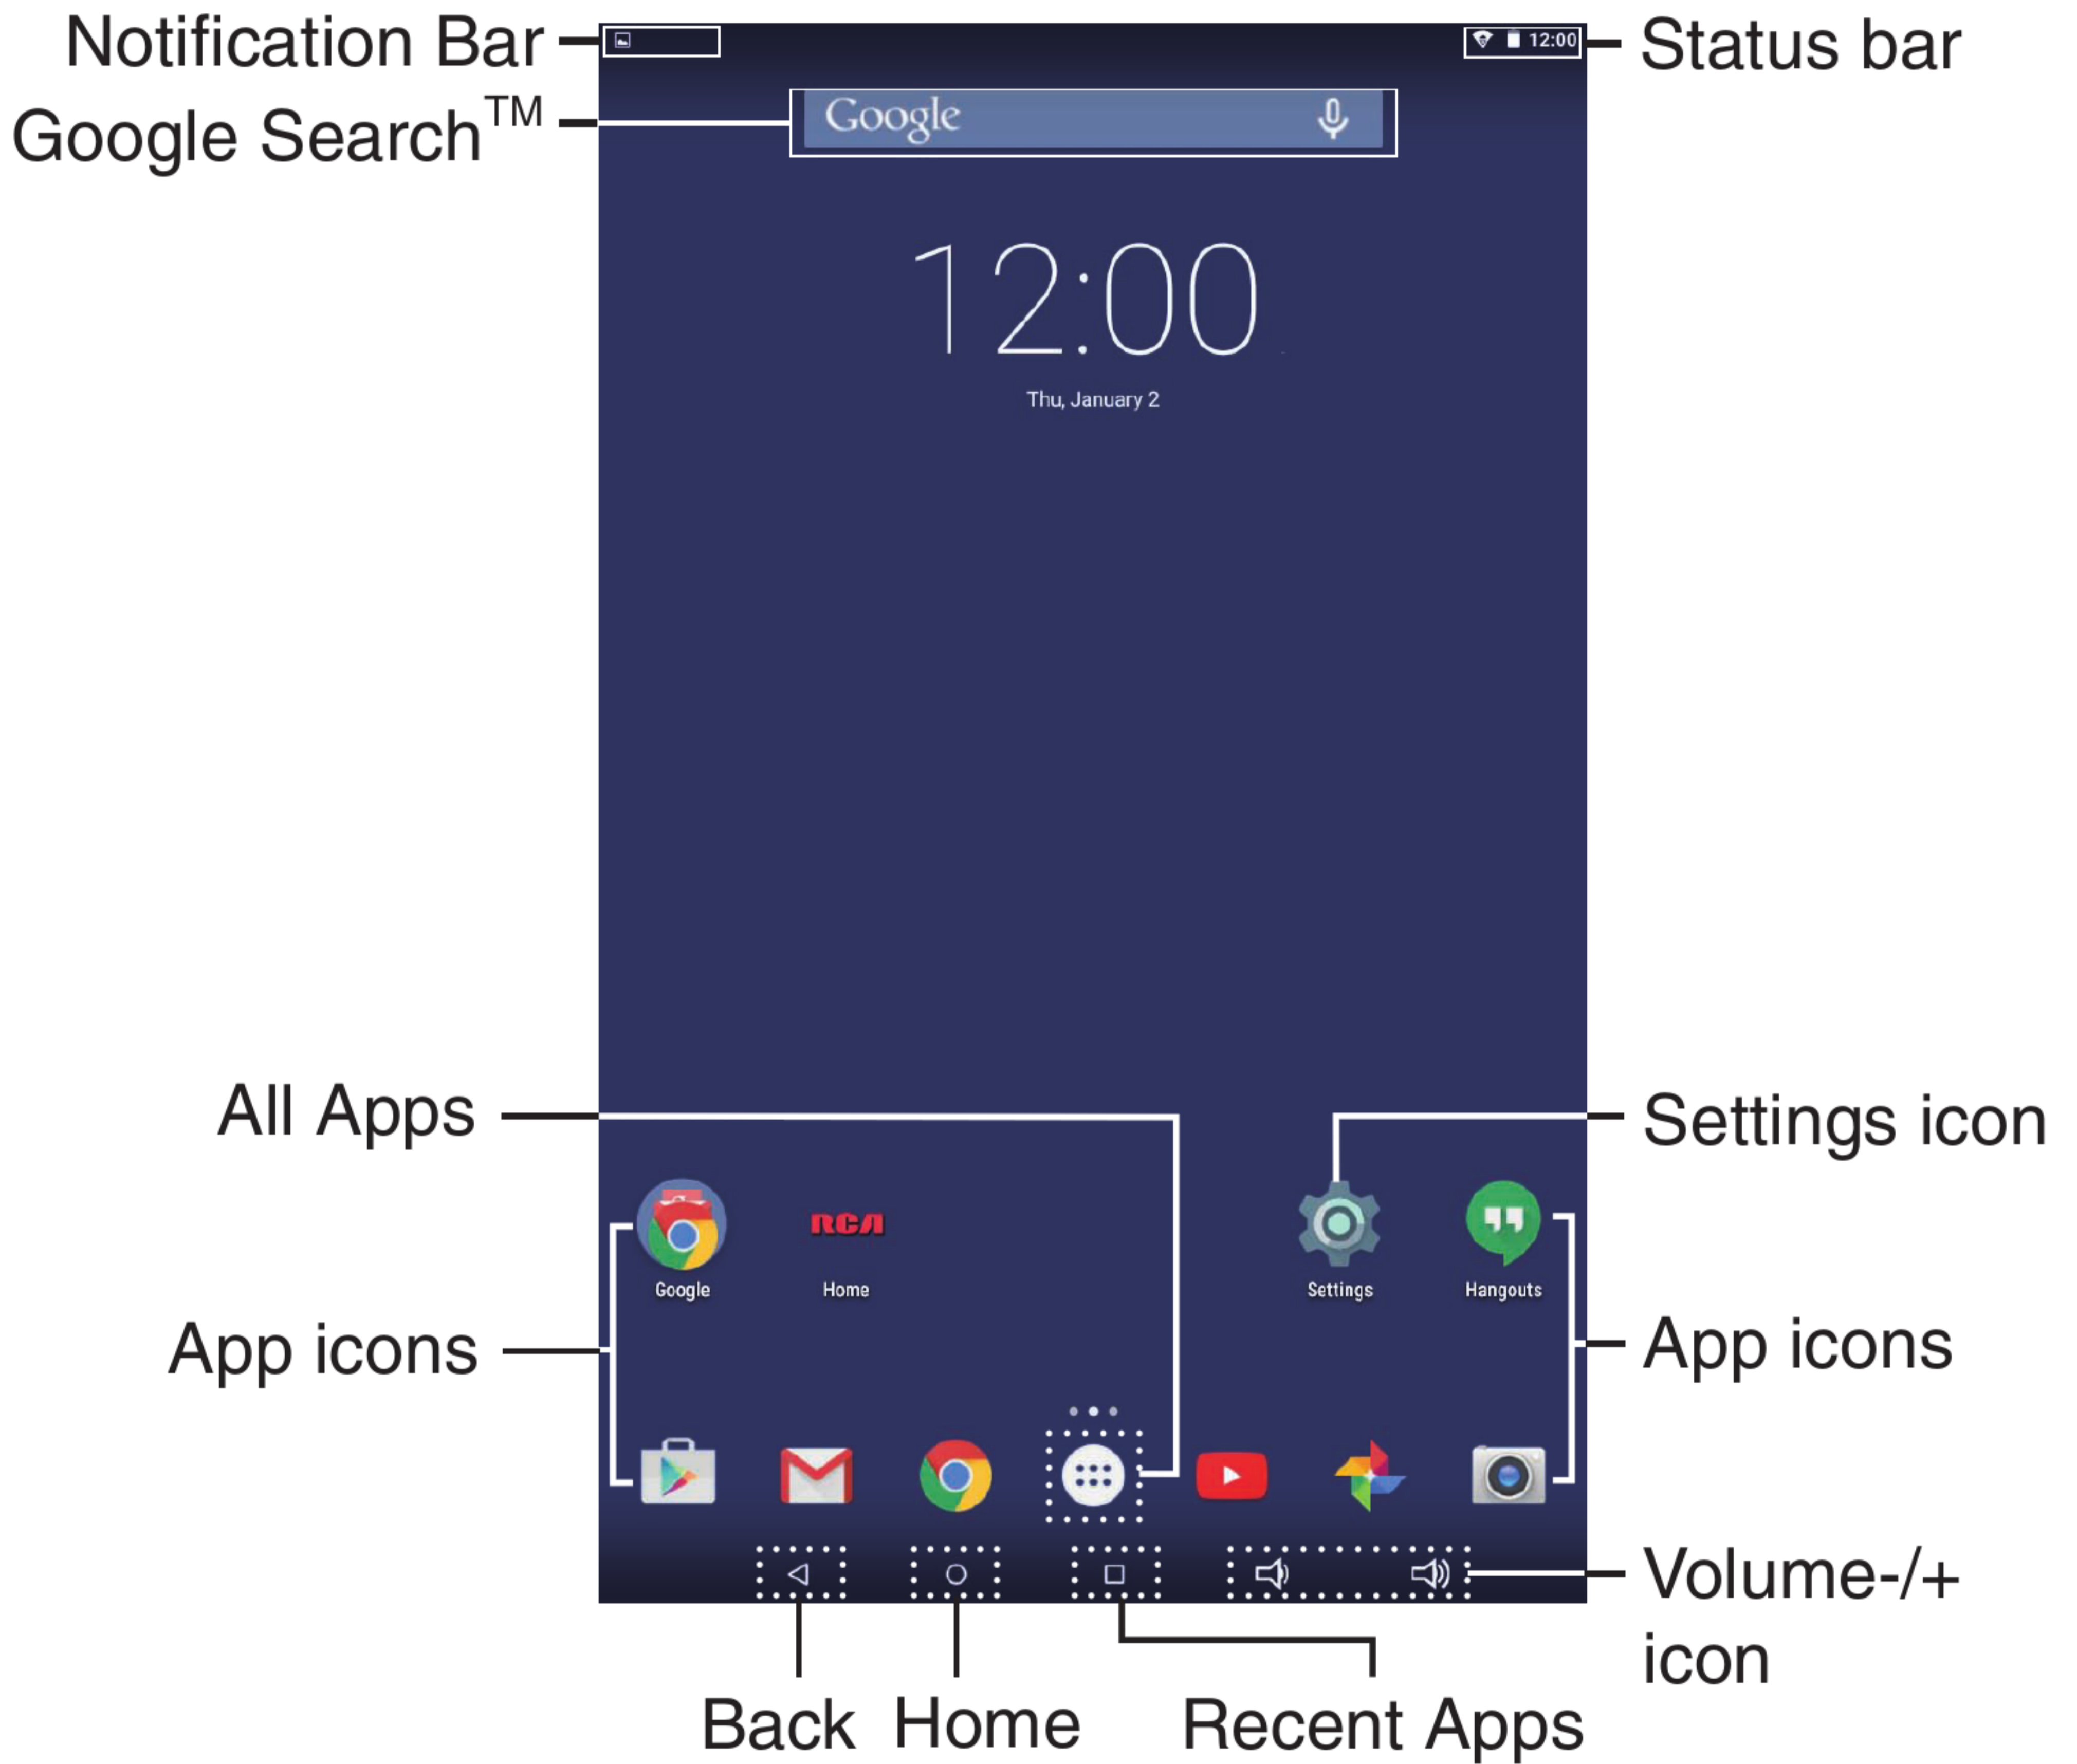 Notification Bar
12:00
Status bar
Google Search™
Google
12:00
Thu, January 2
All Apps
Settings icon
RCA
Google
Home
Settings
Hangouts
App icons
App icons
Volume-/+
icon
Back
Home
Recent Apps